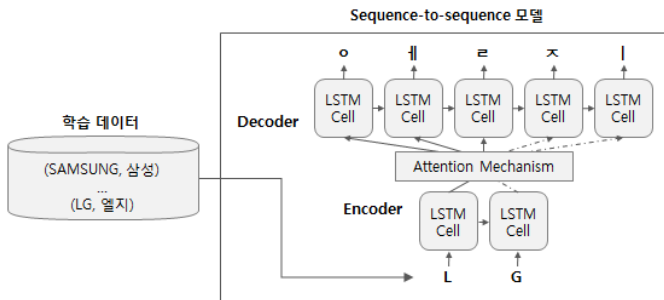 Sequence-to-sequence 모델
ㅇ ㅔ ㄹ ㅈ ㅣ
LSTM Cell LSTM Cell LSTM Cell LSTM Cell LSTM Cell
Decoder
학습 데이터
(SAMSUNG, 삼성)
...
(LG, 엘지)
Attention Mechanism
Encoder
LSTM Cell LSTM Cell
L G